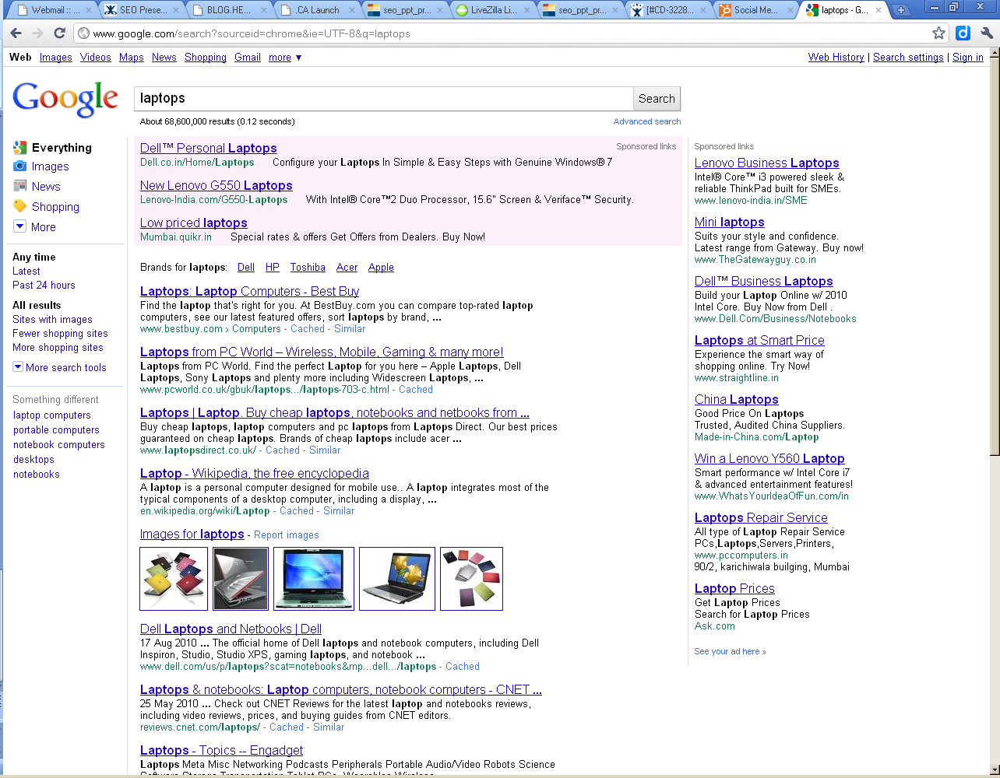 Webmail :: ...
SEO Prese...
BLOG.HE...
.CA Launch
seo_ppt_pr...
LiveZilla Li...
seo_ppt_pr...
[#CD-3228...
Social Me...
laptops - G...
www.google.com/search?sourceid=chrome&ie=UTF-8&q=laptops
Web Images Videos Maps News Shopping Gmail more ▼
Web History | Search settings | Sign in
Google
laptops
Search
About 68,600,000 results (0.12 seconds)
Advanced search
Everything
Images
News
Shopping
More
Any time
Latest
Past 24 hours
All results
Sites with images
Fewer shopping sites
More shopping sites
More search tools
Something different
laptop computers
portable computers
notebook computers
desktops
notebooks
Dell™ Personal Laptops
Sponsored links
Dell.co.in/Home/Laptops Configure your Laptops In Simple & Easy Steps with Genuine Windows® 7
New Lenovo G550 Laptops
Lenovo-India.com/G550-Laptops With Intel® Core™2 Duo Processor, 15.6" Screen & Veriface™ Security.
Low priced laptops
Mumbai.quikr.in Special rates & offers Get Offers from Dealers. Buy Now!
Brands for laptops: Dell HP Toshiba Acer Apple
Laptops: Laptop Computers - Best Buy
Find the laptop that's right for you. At BestBuy.com you can compare top-rated laptop
computers, see our latest featured offers, sort laptops by brand, ...
www.bestbuy.com › Computers - Cached - Similar
Laptops from PC World – Wireless, Mobile, Gaming & many more!
Laptops from PC World. Find the perfect Laptop for you here – Apple Laptops, Dell
Laptops, Sony Laptops and plenty more including Widescreen Laptops, ...
www.pcworld.co.uk/gbuk/laptops.../laptops-703-c.html - Cached
Laptops | Laptop. Buy cheap laptops, notebooks and netbooks from ...
Buy cheap laptops, laptop computers and pc laptops from Laptops Direct. Our best prices
guaranteed on cheap laptops. Brands of cheap laptops include acer ...
www.laptopsdirect.co.uk/ - Cached - Similar
Laptop - Wikipedia, the free encyclopedia
A laptop is a personal computer designed for mobile use.. A laptop integrates most of the
typical components of a desktop computer, including a display, ...
en.wikipedia.org/wiki/Laptop - Cached - Similar
Images for laptops - Report images
Dell Laptops and Netbooks | Dell
17 Aug 2010 ... The official home of Dell laptops and notebook computers, including Dell
Inspiron, Studio, Studio XPS, gaming laptops, and notebook ...
www.dell.com/us/p/laptops?scat=notebooks&mp...dell.../laptops - Cached
Laptops & notebooks: Laptop computers, notebook computers - CNET ...
25 May 2010 ... Check out CNET Reviews for the latest laptop and notebooks reviews,
including video reviews, prices, and buying guides from CNET editors.
reviews.cnet.com/laptops/ - Cached - Similar
Laptops - Topics -- Engadget
Laptops Meta Misc Networking Podcasts Peripherals Portable Audio/Video Robots Science
Software Storage Transportation Tablet PCs Wearables Wireless
Sponsored links
Lenovo Business Laptops
Intel® Core™ i3 powered sleek &
reliable ThinkPad built for SMEs.
www.lenovo-india.in/SME
Mini laptops
Suits your style and confidence.
Latest range from Gateway. Buy now!
www.TheGatewayguy.co.in
Dell™ Business Laptops
Build your Laptop Online w/ 2010
Intel Core. Buy Now from Dell .
www.Dell.Com/Business/Notebooks
Laptops at Smart Price
Experience the smart way of
shopping online. Try Now!
www.straightline.in
China Laptops
Good Price On Laptops
Trusted, Audited China Suppliers.
Made-in-China.com/Laptop
Win a Lenovo Y560 Laptop
Smart performance w/ Intel Core i7
& advanced entertainment features!
www.WhatsYourIdeaOfFun.com/in
Laptops Repair Service
All type of Laptop Repair Service
PCs,Laptops,Servers,Printers,
www.pccomputers.in
90/2, karichiwala builging, Mumbai
Laptop Prices
Get Laptop Prices
Search for Laptop Prices
Ask.com
See your ad here »